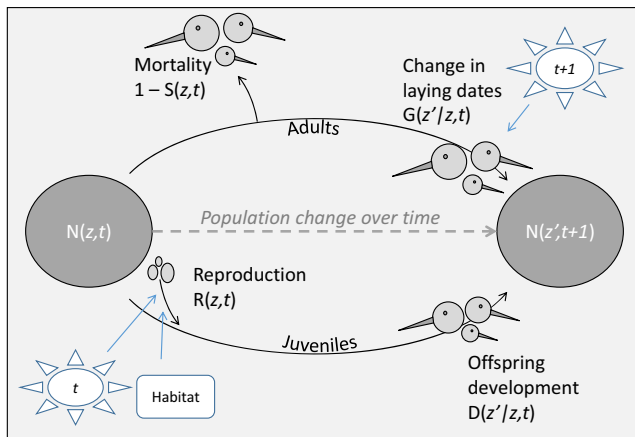 Mortality
1 – S(z,t)
Change in
laying dates
G(z'|z,t)
t+1
Adults
N(z,t)
Population change over time
N(z',t+1)
Reproduction
R(z,t)
Juveniles
t
Habitat
Offspring
development
D(z'|z,t)